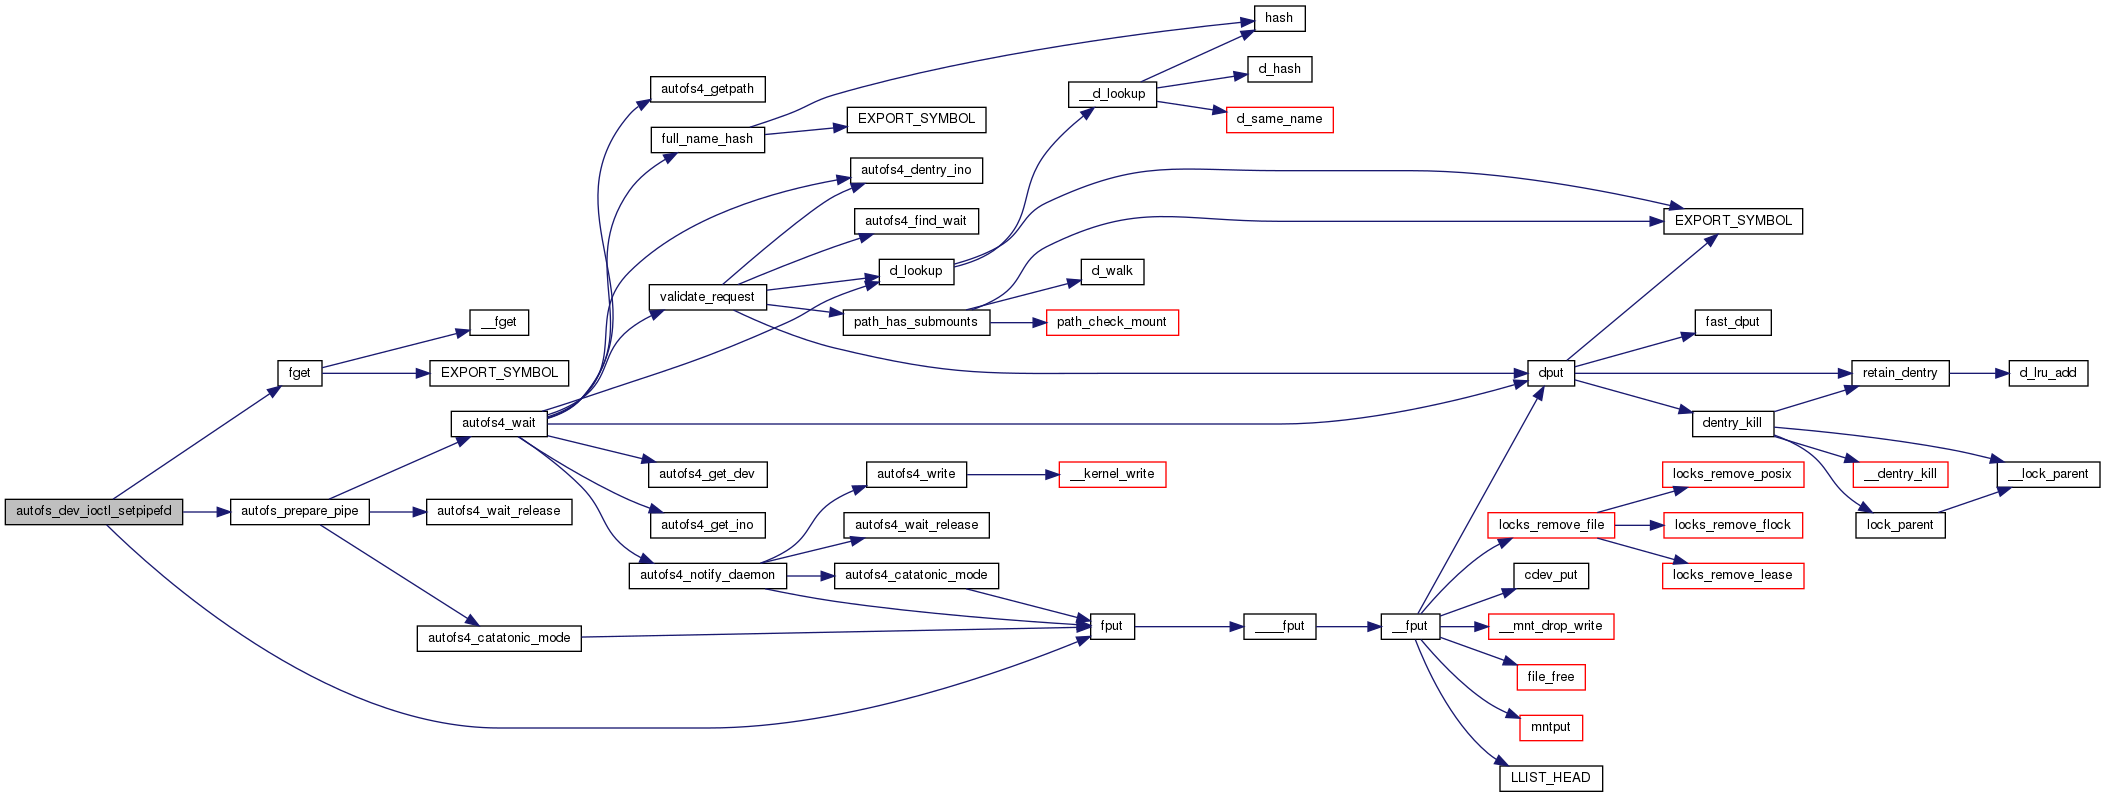 hash
d_hash
__d_lookup
autofs4_getpath
d_same_name
EXPORT_SYMBOL
full_name_hash
autofs4_dentry_ino
autofs4_find_wait
EXPORT_SYMBOL
d_lookup
d_walk
validate_request
path_has_submounts
path_check_mount
fast_dput
__fget
fget
EXPORT_SYMBOL
dput
retain_dentry
d_lru_add
autofs4_wait
dentry_kill
autofs4_get_dev
autofs4_write
__kernel_write
locks_remove_posix
__dentry_kill
__lock_parent
autofs_dev_ioctl_setpipefd
autofs_prepare_pipe
autofs4_wait_release
autofs4_get_ino
autofs4_wait_release
locks_remove_file
locks_remove_flock
lock_parent
autofs4_notify_daemon
autofs4_catatonic_mode
cdev_put
locks_remove_lease
autofs4_catatonic_mode
fput
____fput
__fput
__mnt_drop_write
file_free
mntput
LLIST_HEAD